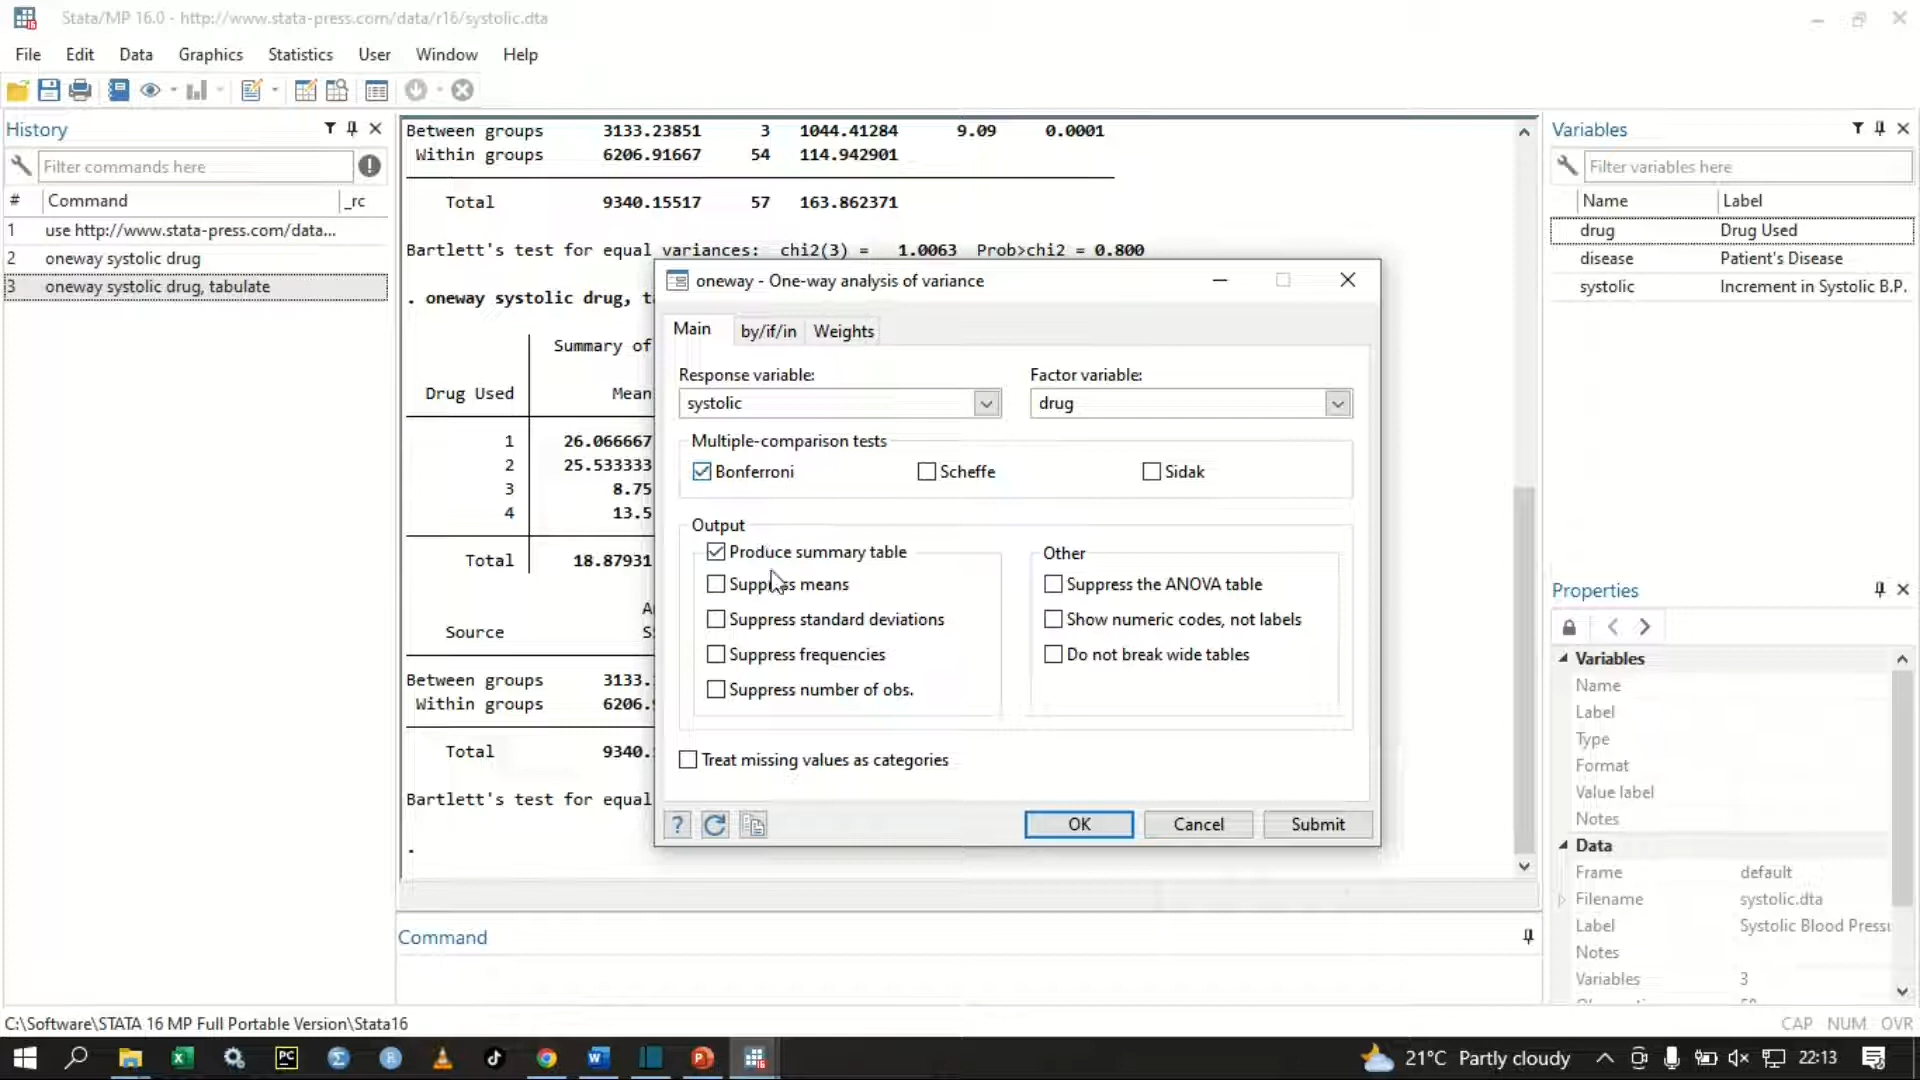 Stata/MP 16.0 - http://www.stata-press.com/data/r16/systolic.dta
File Edit Data Graphics Statistics User Window Help
History
Filter commands here
# Command _rc
1 use http://www.stata-press.com/data...
2 oneway systolic drug
3 oneway systolic drug, tabulate
Between groups 3133.23851 3 1044.41284 9.09 0.0001
Within groups 6206.91667 54 114.942901
Total 9340.15517 57 163.862371
Bartlett's test for equal variances: chi2(3) = 1.0063 Prob>chi2 = 0.800
. oneway systolic drug,
Summary of
Drug Used Mean
1 26.066667
2 25.533333
3 8.75
4 13.5
Total 18.87931
Source
Between groups 3133.
Within groups 6206.
Total 9340.
Bartlett's test for equal
.
oneway - One-way analysis of variance
Main by/if/in Weights
Response variable: Factor variable:
systolic drug
Multiple-comparison tests
Bonferroni Scheffe Sidak
Output
Produce summary table
Suppress means
Suppress standard deviations
Suppress frequencies
Suppress number of obs.
Other
Suppress the ANOVA table
Show numeric codes, not labels
Do not break wide tables
Treat missing values as categories
? OK Cancel Submit
Command
Variables
Filter variables here
Name Label
drug Drug Used
disease Patient's Disease
systolic Increment in Systolic B.P.
Properties
Variables
Name
Label
Type
Format
Value label
Notes
Data
Frame default
Filename systolic.dta
Label Systolic Blood
Notes
Variables 3
C:\Software\STATA 16 MP Full Portable Version\Stata16
CAP NUM OVR
21°C Partly cloudy 22:13